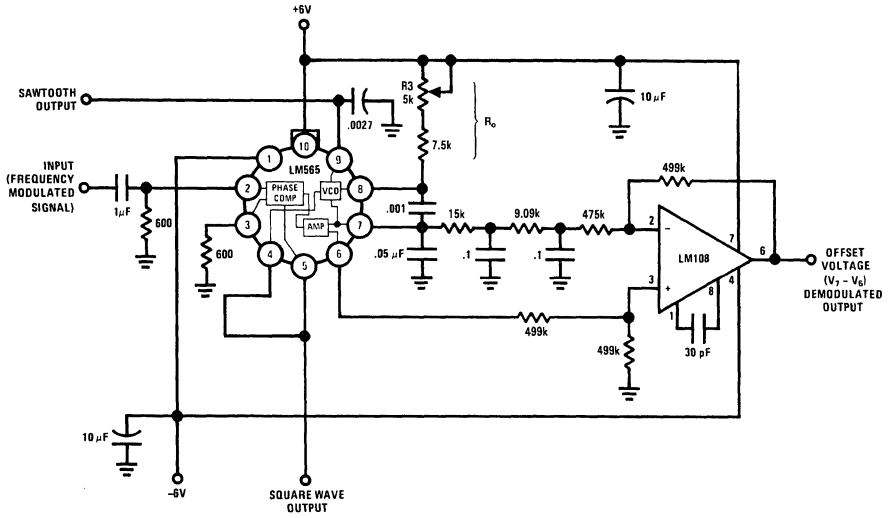 +6V
SAWTOOTH
OUTPUT
.0027
R3
5k
7.5k
Ro
10 μF
INPUT
(FREQUENCY
MODULATED
SIGNAL)
1μF
600
600
LM565
1
2
3
4
5
6
7
8
9
10
PHASE
COMP
VCO
AMP
.001
.05 μF
15k
.1
9.09k
.1
475k
499k
2
−
LM108
3
+
7
6
4
8
1
30 pF
499k
499k
OFFSET
VOLTAGE
(V7 − V6)
DEMODULATED
OUTPUT
10 μF
−6V
SQUARE WAVE
OUTPUT